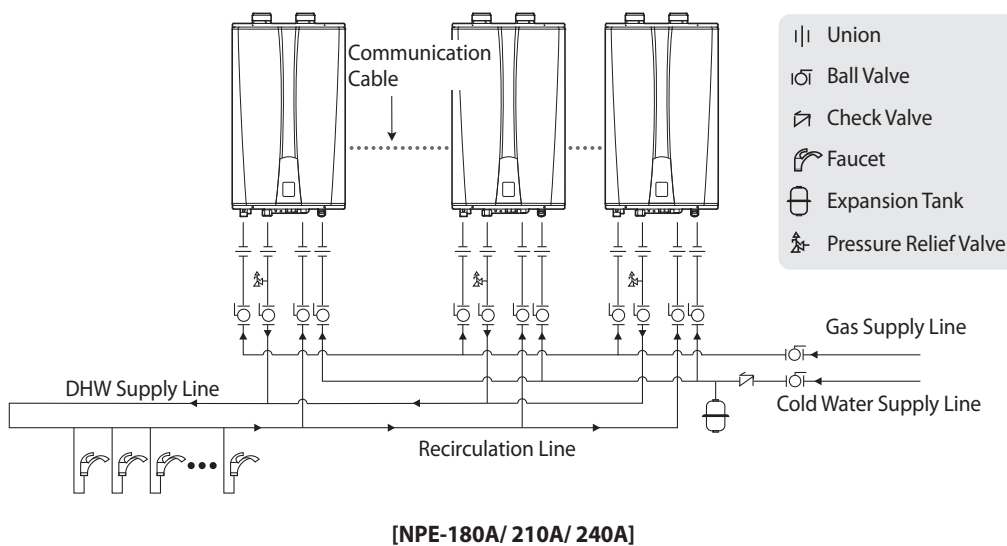 Communication
Cable
Union
Ball Valve
Check Valve
Faucet
Expansion Tank
Pressure Relief Valve
Gas Supply Line
DHW Supply Line
Cold Water Supply Line
Recirculation Line
[NPE-180A/ 210A/ 240A]